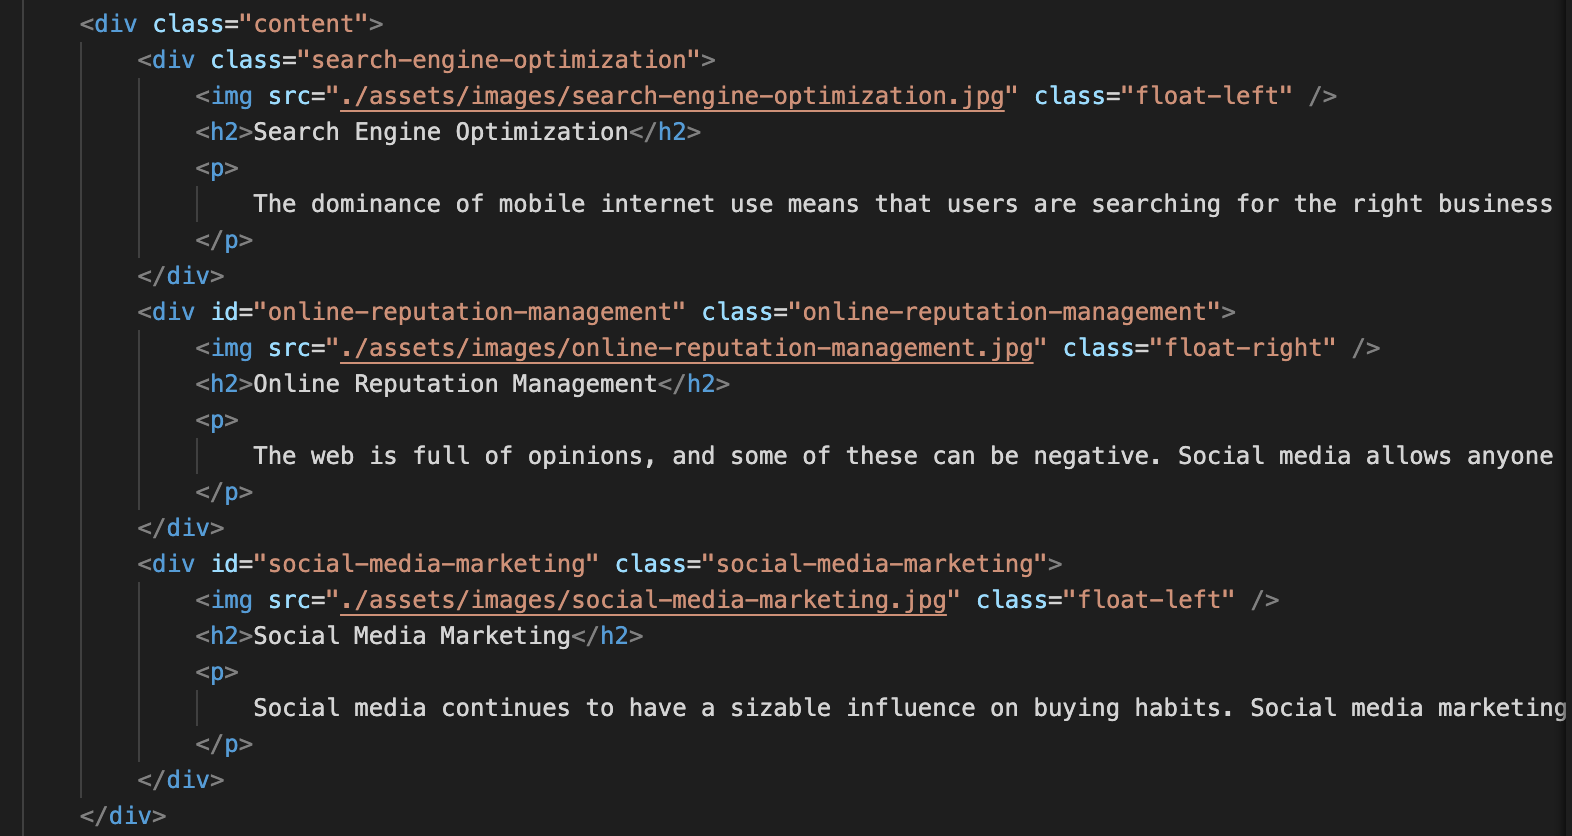 <div class="content">
<div class="search-engine-optimization">
<img src="./assets/images/search-engine-optimization.jpg" class="float-left" />
<h2>Search Engine Optimization</h2>
<p>
The dominance of mobile internet use means that users are searching for the right business
</p>
</div>
<div id="online-reputation-management" class="online-reputation-management">
<img src="./assets/images/online-reputation-management.jpg" class="float-right" />
<h2>Online Reputation Management</h2>
<p>
The web is full of opinions, and some of these can be negative. Social media allows anyone
</p>
</div>
<div id="social-media-marketing" class="social-media-marketing">
<img src="./assets/images/social-media-marketing.jpg" class="float-left" />
<h2>Social Media Marketing</h2>
<p>
Social media continues to have a sizable influence on buying habits. Social media marketing
</p>
</div>
</div>